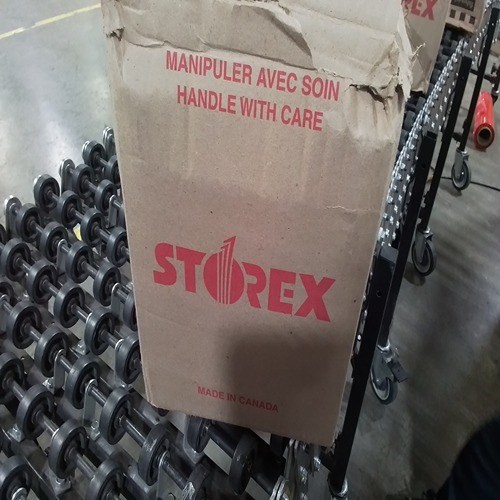 MANIPULER AVEC SOIN
HANDLE WITH CARE
STOREX
MADE IN CANADA